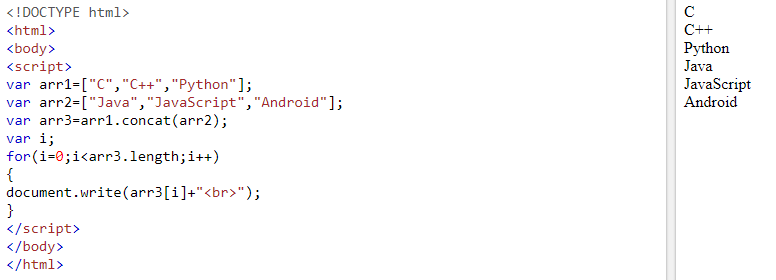 <!DOCTYPE html>
<html>
<body>
<script>
var arr1=["C","C++","Python"];
var arr2=["Java","JavaScript","Android"];
var arr3=arr1.concat(arr2);
var i;
for(i=0;i<arr3.length;i++)
{
document.write(arr3[i]+"<br>");
}
</script>
</body>
</html>
C
C++
Python
Java
JavaScript
Android